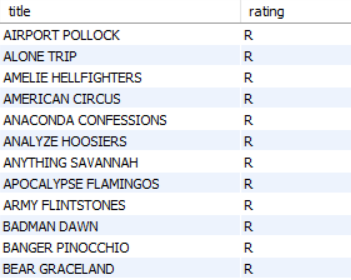 title rating
AIRPORT POLLOCK R
ALONE TRIP R
AMELIE HELLFIGHTERS R
AMERICAN CIRCUS R
ANACONDA CONFESSIONS R
ANALYZE HOOSIERS R
ANYTHING SAVANNAH R
APOCALYPSE FLAMINGOS R
ARMY FLINTSTONES R
BADMAN DAWN R
BANGER PINOCCHIO R
BEAR GRACELAND R